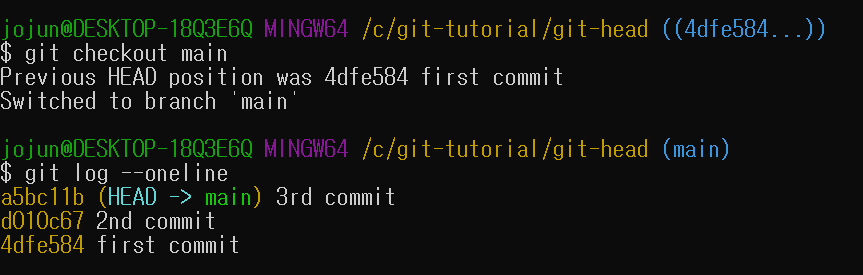 jojun@DESKTOP-18Q3E6Q MINGW64 /c/git-tutorial/git-head ((4dfe584...))
$ git checkout main
Previous HEAD position was 4dfe584 first commit
Switched to branch 'main'
jojun@DESKTOP-18Q3E6Q MINGW64 /c/git-tutorial/git-head (main)
$ git log --oneline
a5bc11b (HEAD -> main) 3rd commit
d010c67 2nd commit
4dfe584 first commit